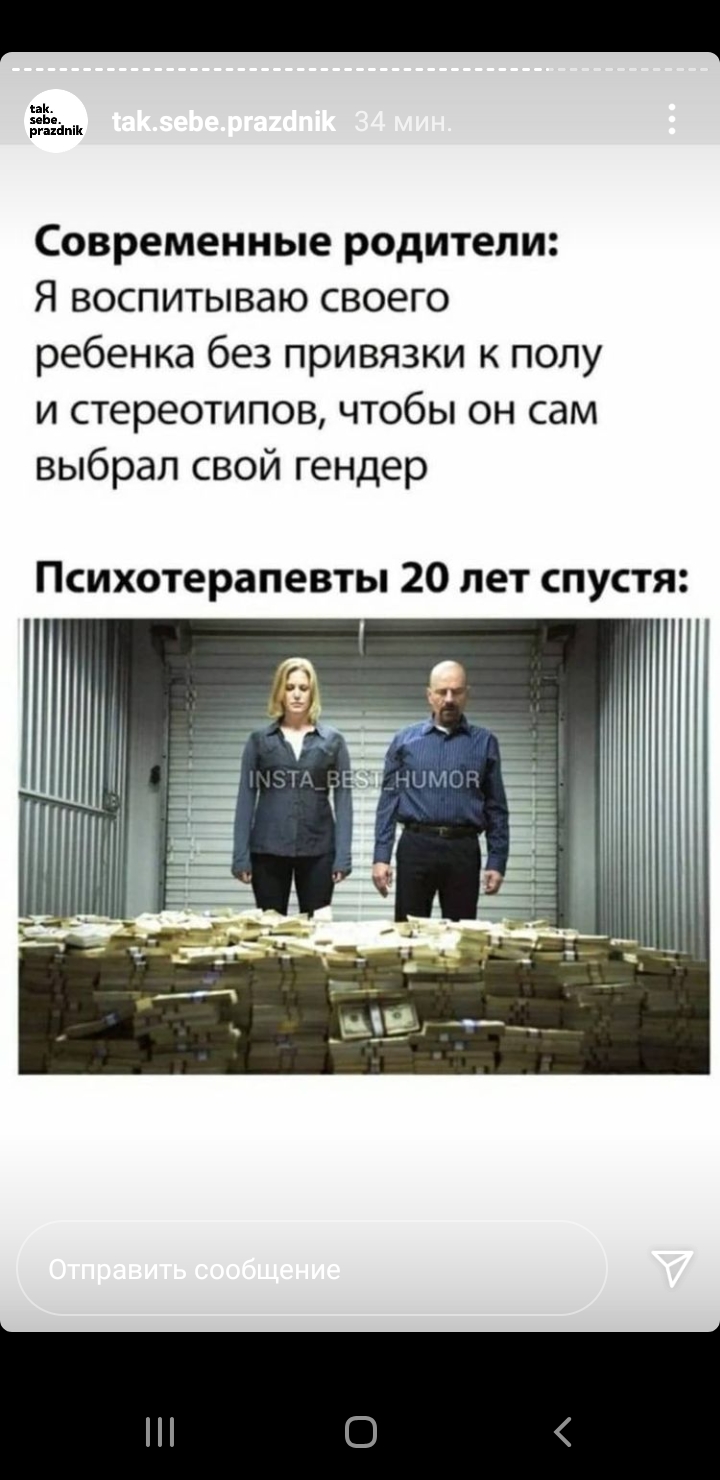 tak.
sebe.
prazdnik
tak.sebe.prazdnik 34 мин.
Современные родители:
Я воспитываю своего
ребенка без привязки к полу
и стереотипов, чтобы он сам
выбрал свой гендер
Психотерапевты 20 лет спустя:
INSTA_BEST_HUMOR
Отправить сообщение